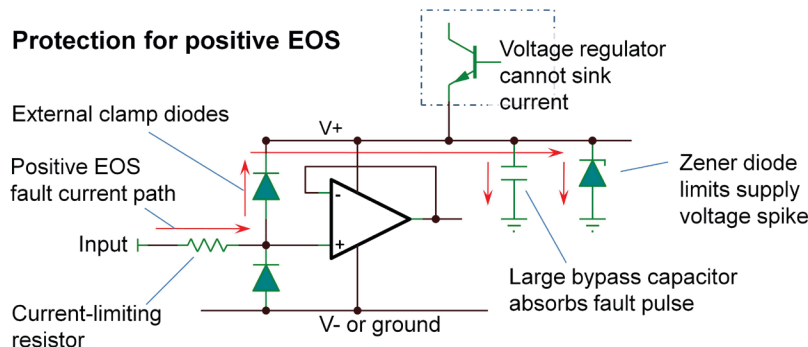 Protection for positive EOS
Voltage regulator
cannot sink
current
External clamp diodes
V+
Positive EOS
fault current path
Zener diode
limits supply
voltage spike
-
+
Input
Large bypass capacitor
absorbs fault pulse
Current-limiting
resistor
V- or ground